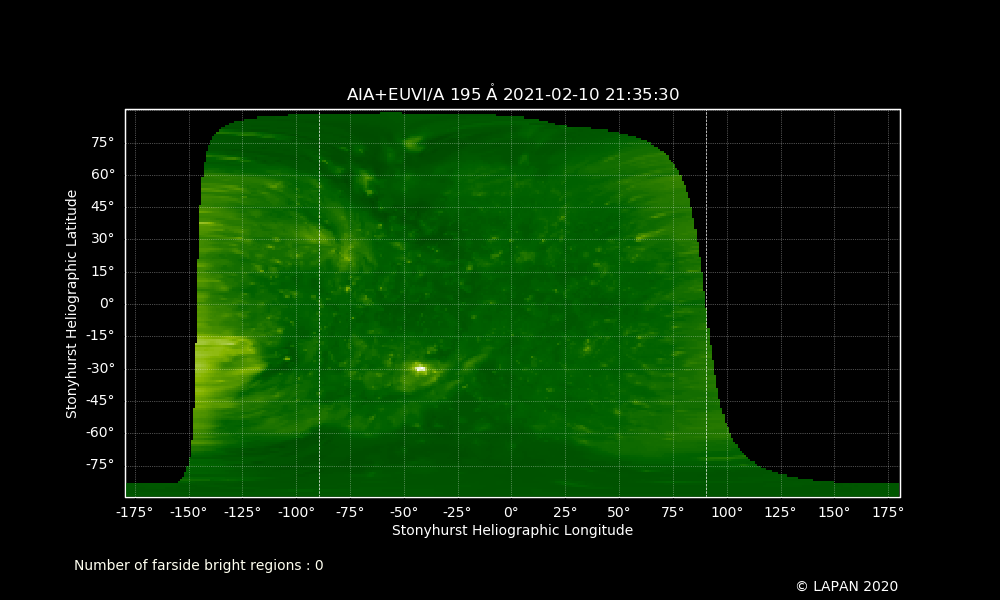 AIA+EUVI/A 195 Å 2021-02-10 21:35:30
75°
60°
45°
30°
15°
0°
-15°
-30°
-45°
-60°
-75°
Stonyhurst Heliographic Latitude
-175° -150° -125° -100° -75° -50° -25° 0° 25° 50° 75° 100° 125° 150° 175°
Stonyhurst Heliographic Longitude
Number of farside bright regions : 0
© LAPAN 2020